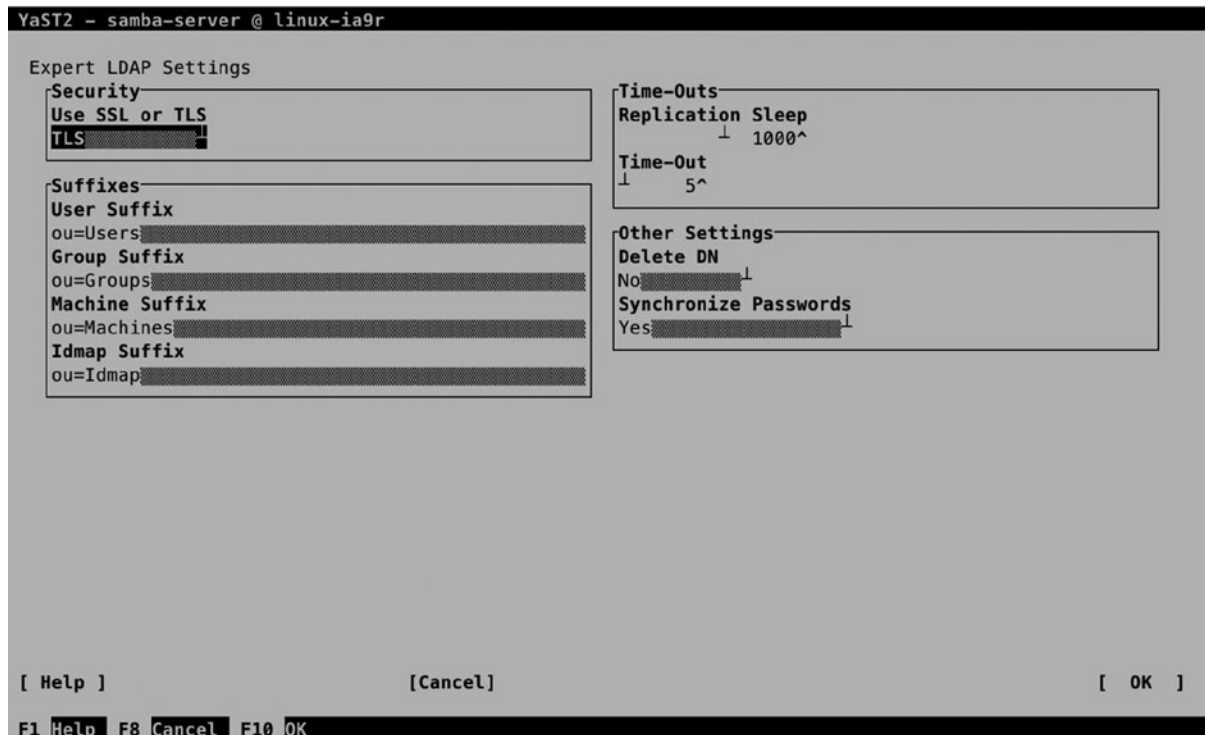 YaST2 – samba–server @ linux–ia9r
Expert LDAP Settings
Security
Use SSL or TLS
TLS
Suffixes
User Suffix
ou=Users
Group Suffix
ou=Groups
Machine Suffix
ou=Machines
Idmap Suffix
ou=Idmap
Time–Outs
Replication Sleep
1000^
Time–Out
5^
Other Settings
Delete DN
No
Synchronize Passwords
Yes
[ Help ] [Cancel] [ OK ]
F1 Help F8 Cancel F10 OK